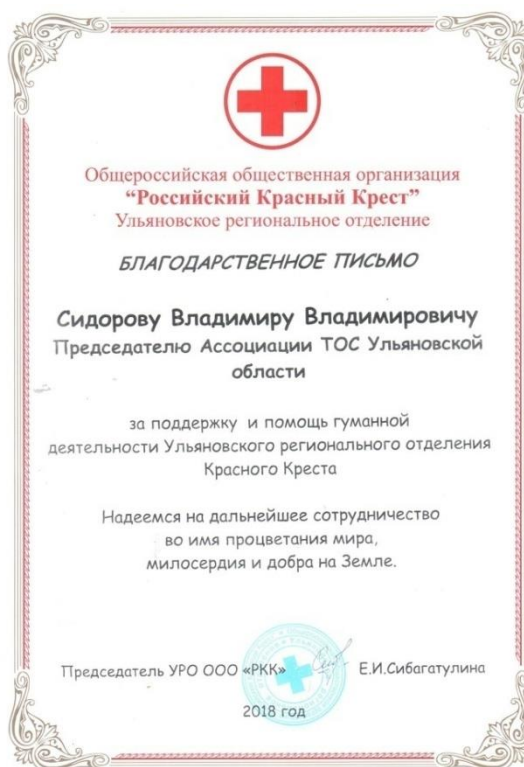 Общероссийская общественная организация
“Российский Красный Крест”
Ульяновское региональное отделение
БЛАГОДАРСТВЕННОЕ ПИСЬМО
Сидорову Владимиру Владимировичу
Председателю Ассоциации ТОС Ульяновской
области
за поддержку и помощь гуманной
деятельности Ульяновского регионального отделения
Красного Креста
Надеемся на дальнейшее сотрудничество
во имя процветания мира,
милосердия и добра на Земле.
Председатель УРО ООО «РКК» Е.И.Сибагатулина
2018 год